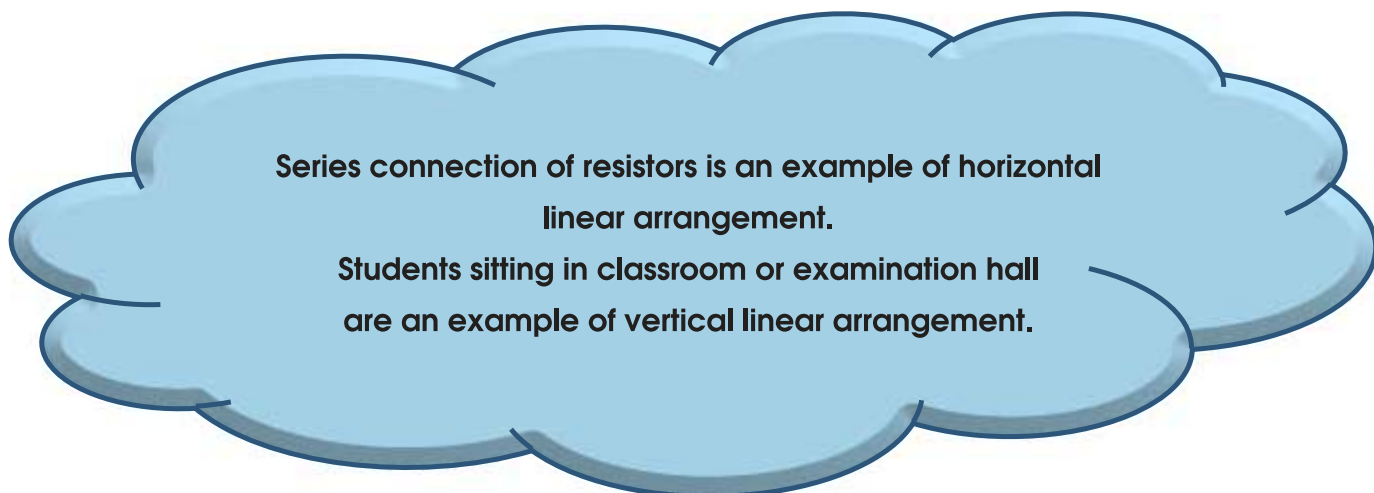 Series connection of resistors is an example of horizontal
linear arrangement.
Students sitting in classroom or examination hall
are an example of vertical linear arrangement.